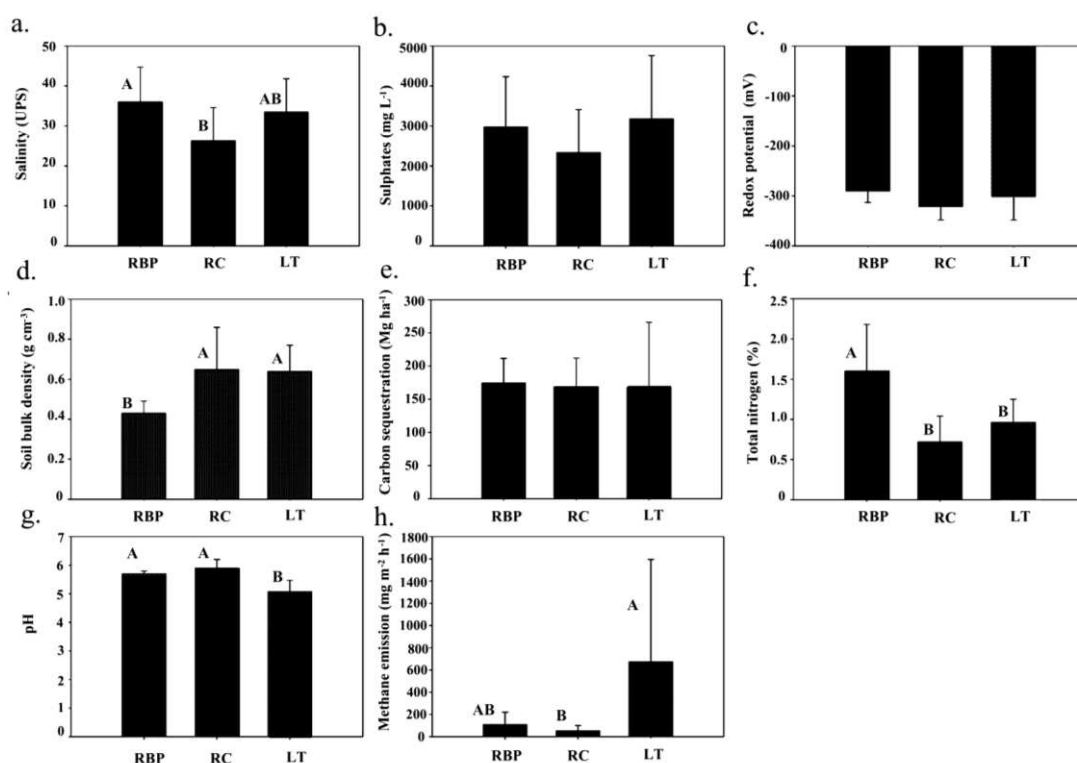 a.
Salinity (UPS)
50
40
30
20
10
0
A
B
AB
RBP RC LT
b.
Sulphates (mg L⁻¹)
5000
4000
3000
2000
1000
0
RBP RC LT
c.
Redox potential (mV)
0
-100
-200
-300
-400
RBP RC LT
d.
Soil bulk density (g cm⁻³)
1.0
0.8
0.6
0.4
0.2
0
B
A
A
RBP RC LT
e.
Carbon sequestration (Mg ha⁻¹)
300
250
200
150
100
50
0
RBP RC LT
f.
Total nitrogen (%)
2.5
2.0
1.5
1.0
0.5
0
A
B
B
RBP RC LT
g.
pH
7
6
5
4
3
2
1
0
A
A
B
RBP RC LT
h.
Methane emission (mg m⁻² h⁻¹)
1800
1600
1400
1200
1000
800
600
400
200
0
AB
B
A
RBP RC LT